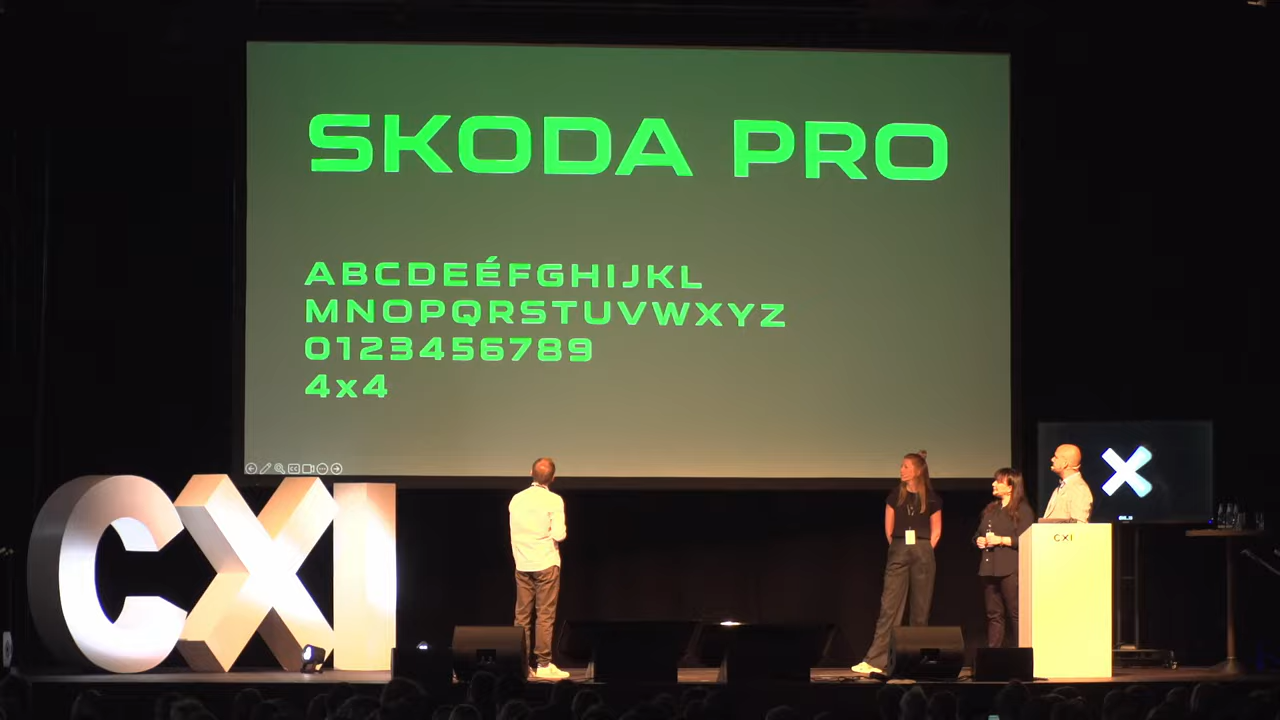 SKODA PRO
ABCDEÉFGHIJKL
MNOPQRSTUVWXYZ
0123456789
4x4
CXI
CXI